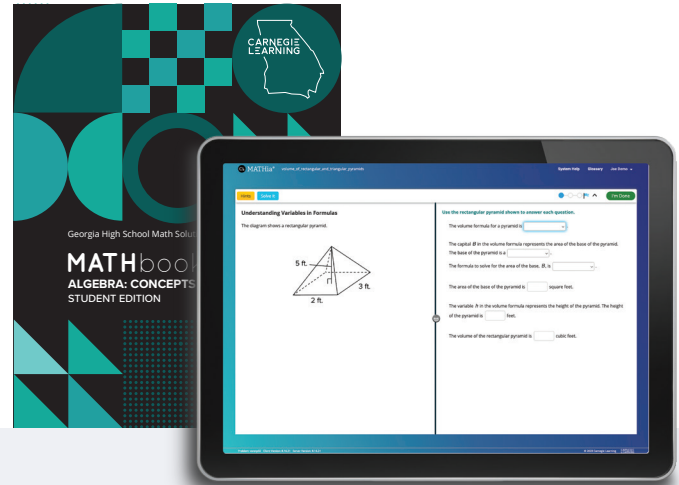 CARNEGIE
LEARNING
Georgia High School Math Solut
MATHbook
ALGEBRA: CONCEPTS
STUDENT EDITION
MATHia® volume_of_rectangular_and_triangular_pyramids
System Help Glossary
Solve It
I'm Done
Understanding Variables in Formulas
The diagram shows a rectangular pyramid.
5 ft.
3 ft.
2 ft.
Use the rectangular pyramid shown to answer each question.
The volume formula for a pyramid is
The capital B in the volume formula represents the area of the base of the pyramid.
The base of the pyramid is a
The formula to solve for the area of the base, B, is
The area of the base of the pyramid is square feet.
The variable h in the volume formula represents the height of the pyramid. The height
of the pyramid is feet.
The volume of the rectangular pyramid is cubic feet.